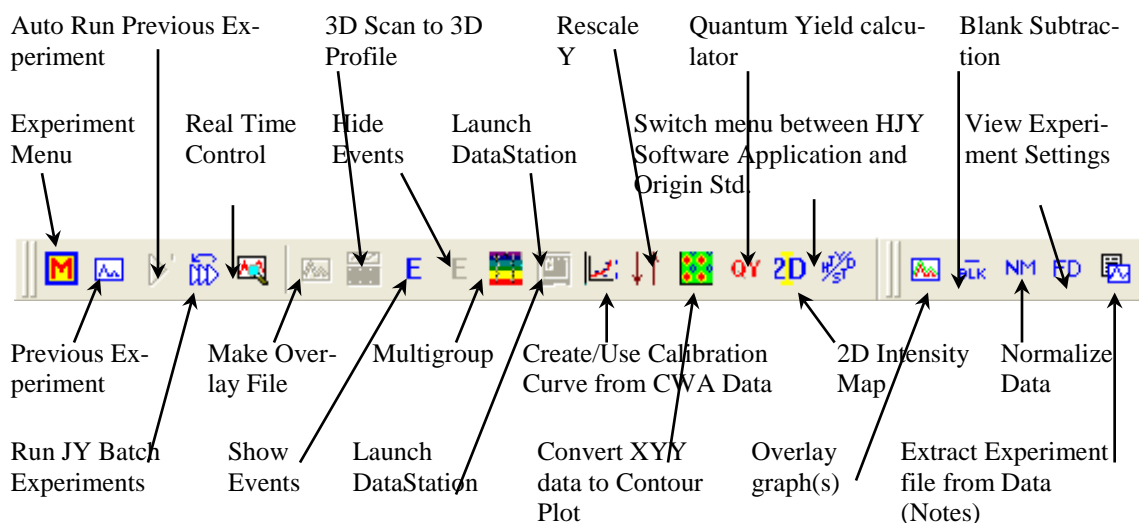 Auto Run Previous Ex-
periment
3D Scan to 3D
Profile
Rescale
Y
Quantum Yield calcu-
lator
Blank Subtrac-
tion
Experiment
Menu
Real Time
Control
Hide
Events
Launch
DataStation
Switch menu between HJY
Software Application and
Origin Std.
View Experi-
ment Settings
M
E
E
QY
2D
HJY/D
ST
BLK
NM
ED
Previous Ex-
periment
Make Over-
lay File
Multigroup
Create/Use Calibration
Curve from CWA Data
2D Intensity
Map
Normalize
Data
Run JY Batch
Experiments
Show
Events
Launch
DataStation
Convert XYY
data to Contour
Plot
Overlay
graph(s)
Extract Experiment
file from Data
(Notes)